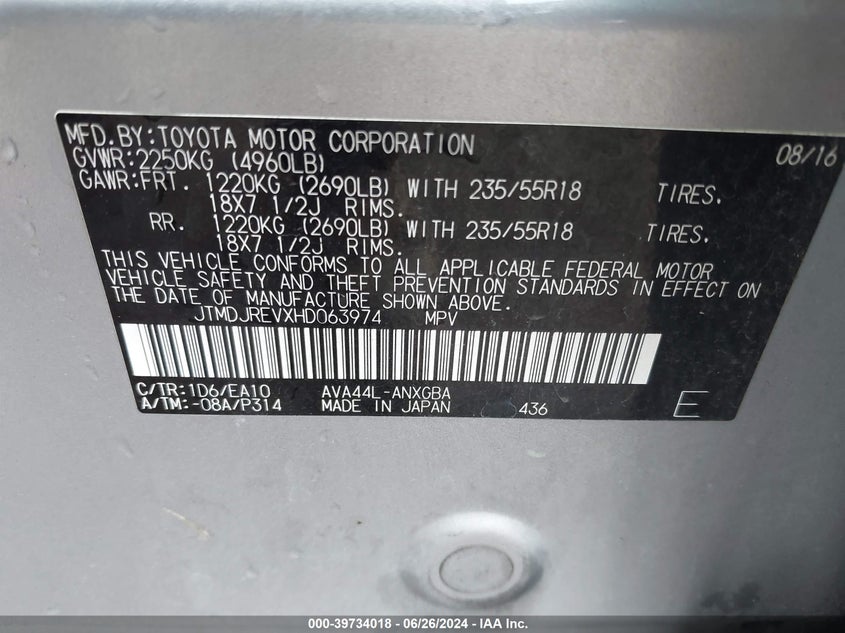 MFD.BY:TOYOTA MOTOR CORPORATION 08/16
GVWR:2250KG (4960LB)
GAWR:FRT. 1220KG (2690LB) WITH 235/55R18 TIRES.
18X7 1/2J RIMS.
RR. 1220KG (2690LB) WITH 235/55R18 TIRES.
18X7 1/2J RIMS.
THIS VEHICLE CONFORMS TO ALL APPLICABLE FEDERAL MOTOR
VEHICLE SAFETY AND THEFT PREVENTION STANDARDS IN EFFECT ON
THE DATE OF MANUFACTURE SHOWN ABOVE.
JTMDJREVXHD063974 MPV
C/TR:1D6/EA10 AVA44L-ANXGBA
A/TM:-08A/P314 MADE IN JAPAN 436 E
000-39734018 - 06/26/2024 - IAA Inc.